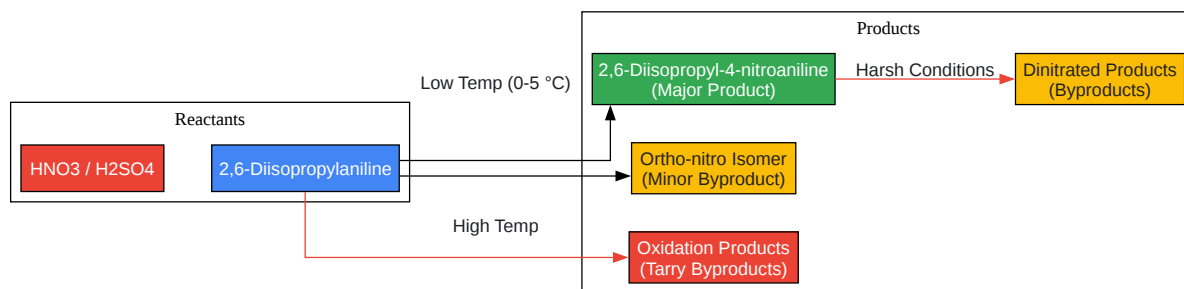 Products
Low Temp (0-5 °C)
2,6-Diisopropyl-4-nitroaniline
(Major Product)
Harsh Conditions
Dinitrated Products
(Byproducts)
Reactants
HNO3 / H2SO4
2,6-Diisopropylaniline
Ortho-nitro Isomer
(Minor Byproduct)
High Temp
Oxidation Products
(Tarry Byproducts)